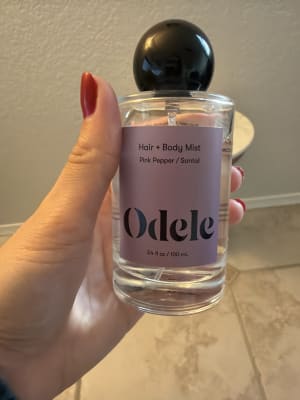 Hair + Body Mist
Pink Pepper / Santal
Odele
3.4 fl oz / 100 mL